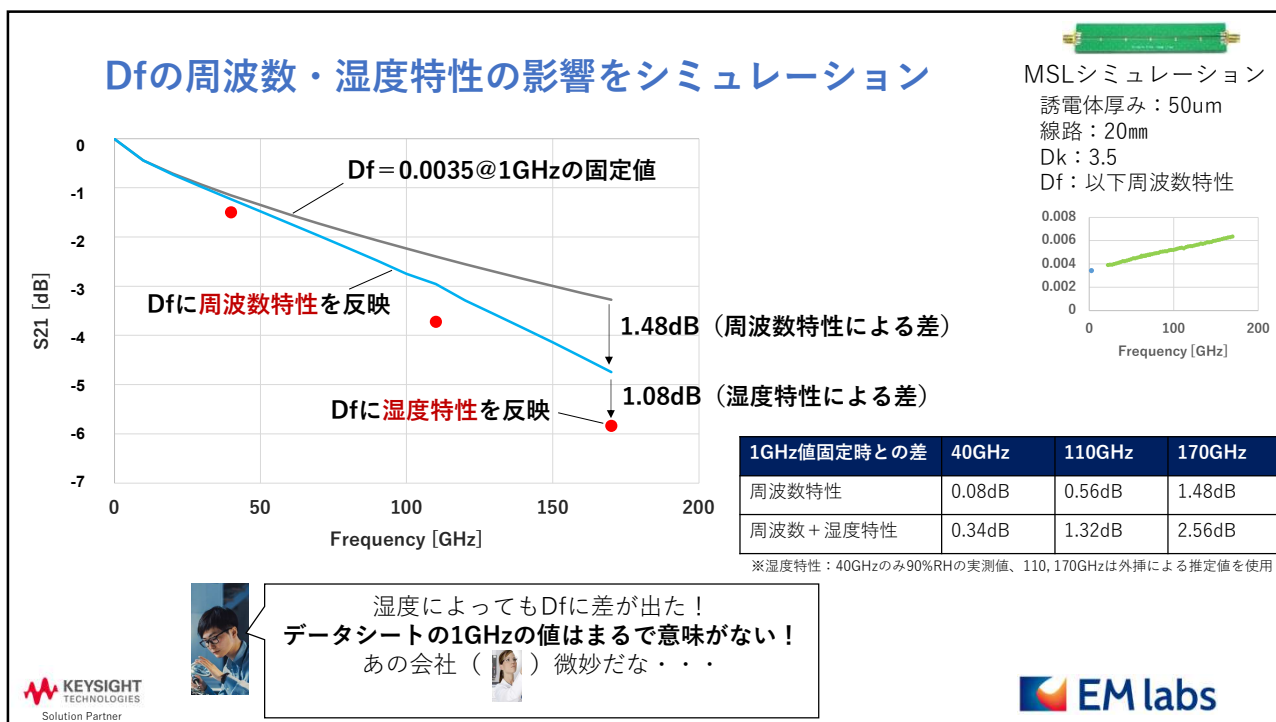 Dfの周波数・湿度特性の影響をシミュレーション
MSLシミュレーション
誘電体厚み：50um
線路：20㎜
Dk：3.5
Df：以下周波数特性
0.008
0.006
0.004
0.002
0
0 100 200
Frequency [GHz]
0
-1
-2
-3
-4
-5
-6
-7
S21 [dB]
0 50 100 150 200
Frequency [GHz]
Df＝0.0035@1GHzの固定値
Dfに周波数特性を反映
1.48dB（周波数特性による差）
1.08dB（湿度特性による差）
Dfに湿度特性を反映
1GHz値固定時との差 40GHz 110GHz 170GHz
周波数特性 0.08dB 0.56dB 1.48dB
周波数＋湿度特性 0.34dB 1.32dB 2.56dB
※湿度特性：40GHzのみ90%RHの実測値、110, 170GHzは外挿による推定値を使用
湿度によってもDfに差が出た！
データシートの1GHzの値はまるで意味がない！
あの会社（ ）微妙だな・・・
KEYSIGHT
TECHNOLOGIES
Solution Partner
EM labs